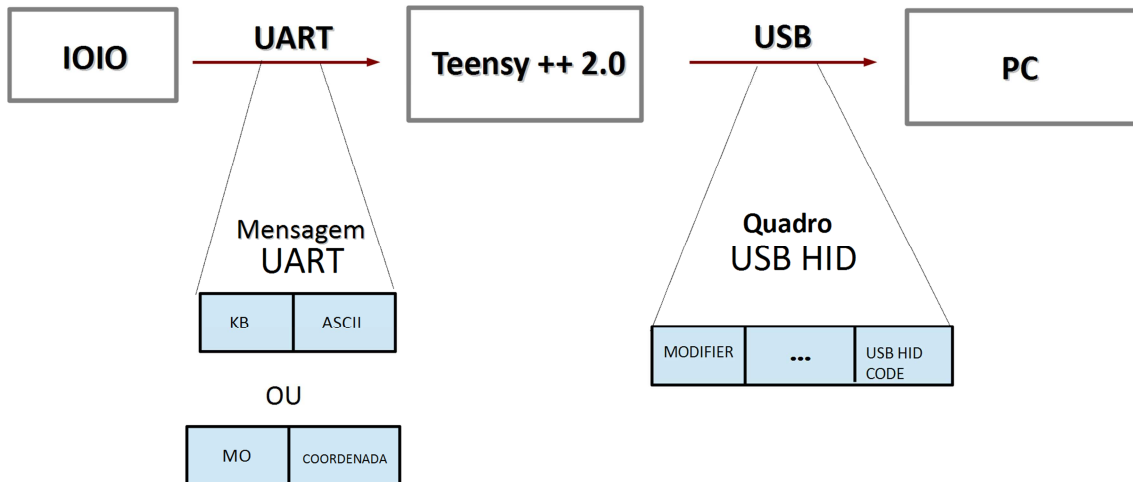 IOIO
UART
Teensy ++ 2.0
USB
PC
Mensagem
UART
KB
ASCII
OU
MO
COORDENADA
Quadro
USB HID
MODIFIER
...
USB HID
CODE